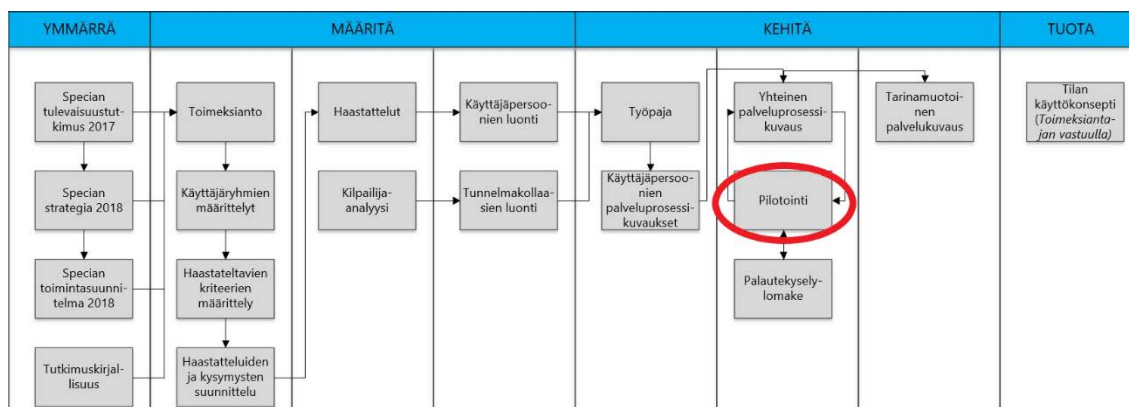 YMMÄRRÄ
MÄÄRITÄ
KEHITÄ
TUOTA
Specian
tulevaisuustut-
kimus 2017
Specian
strategia 2018
Specian
toimintasuunni-
telma 2018
Tutkimuskirjal-
lisuus
Toimeksianto
Käyttäjäryhmien
määrittelyt
Haastateltavien
kriteerien
määrittely
Haastatteluiden
ja kysymysten
suunnittelu
Haastattelut
Kilpailija-
analyysi
Käyttäjäpersoo-
nien luonti
Tunnelmakollaa-
sien luonti
Työpaja
Käyttäjäpersoo-
nien
palveluprosessi-
kuvaukset
Yhteinen
palveluprosessi-
kuvaus
Pilotointi
Palautekysely-
lomake
Tarinamuotoi-
nen
palvelukuvaus
Tilan
käyttökonsepti
(Toimeksianta-
jan vastuulla)